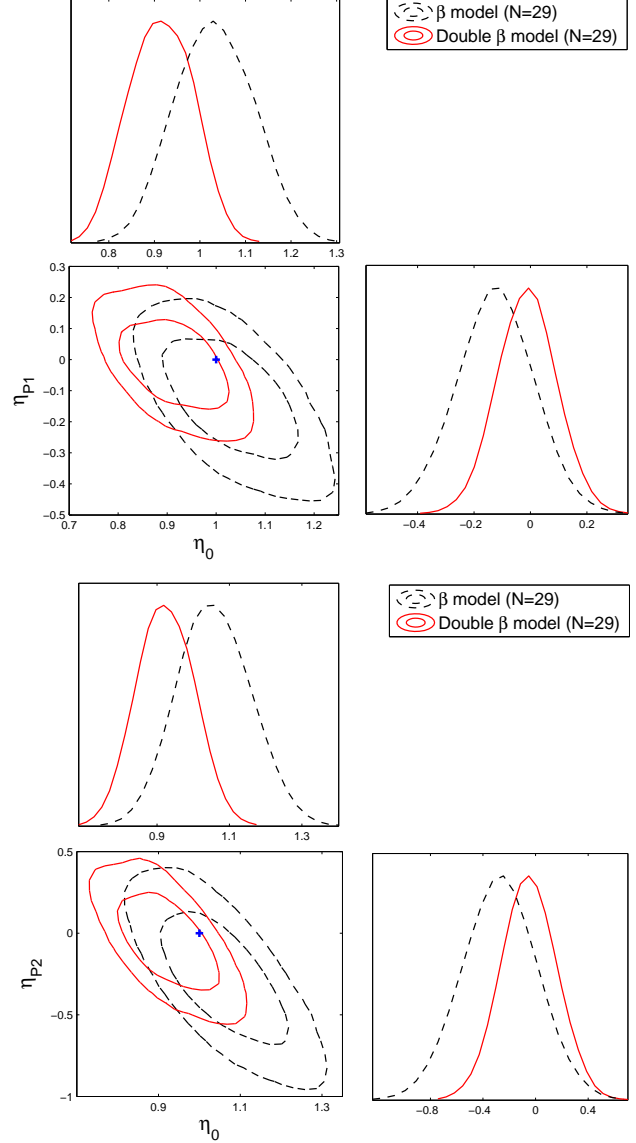 β model (N=29)
Double β model (N=29)
0.8 0.9 1 1.1 1.2 1.3
0.3
0.2
0.1
0
-0.1
-0.2
-0.3
-0.4
-0.5
η_P1
0.7 0.8 0.9 1 1.1 1.2
η_0
-0.4 -0.2 0 0.2
β model (N=29)
Double β model (N=29)
0.9 1.1 1.3
0.5
0
-0.5
-1
η_P2
0.9 1.1 1.3
η_0
-0.8 -0.4 0 0.4